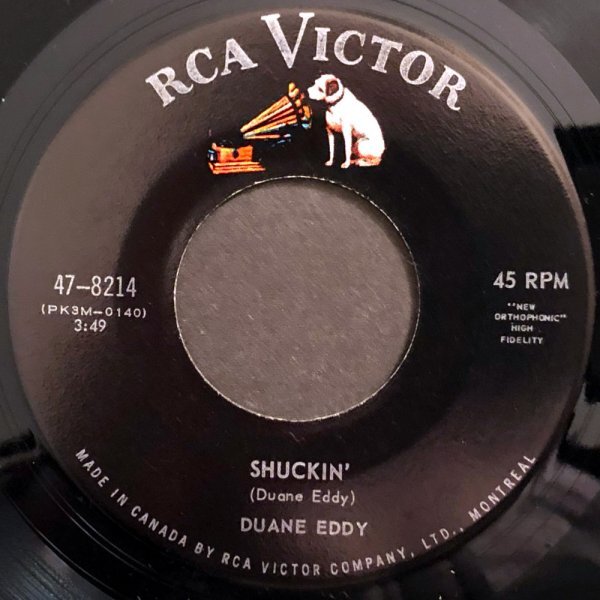 RCA VICTOR
47-8214
(PK3M-0140)
3:49
45 RPM
"NEW
ORTHOPHONIC"
HIGH
FIDELITY
SHUCKIN'
(Duane Eddy)
DUANE EDDY
MADE IN CANADA BY RCA VICTOR COMPANY, LTD., MONTREAL